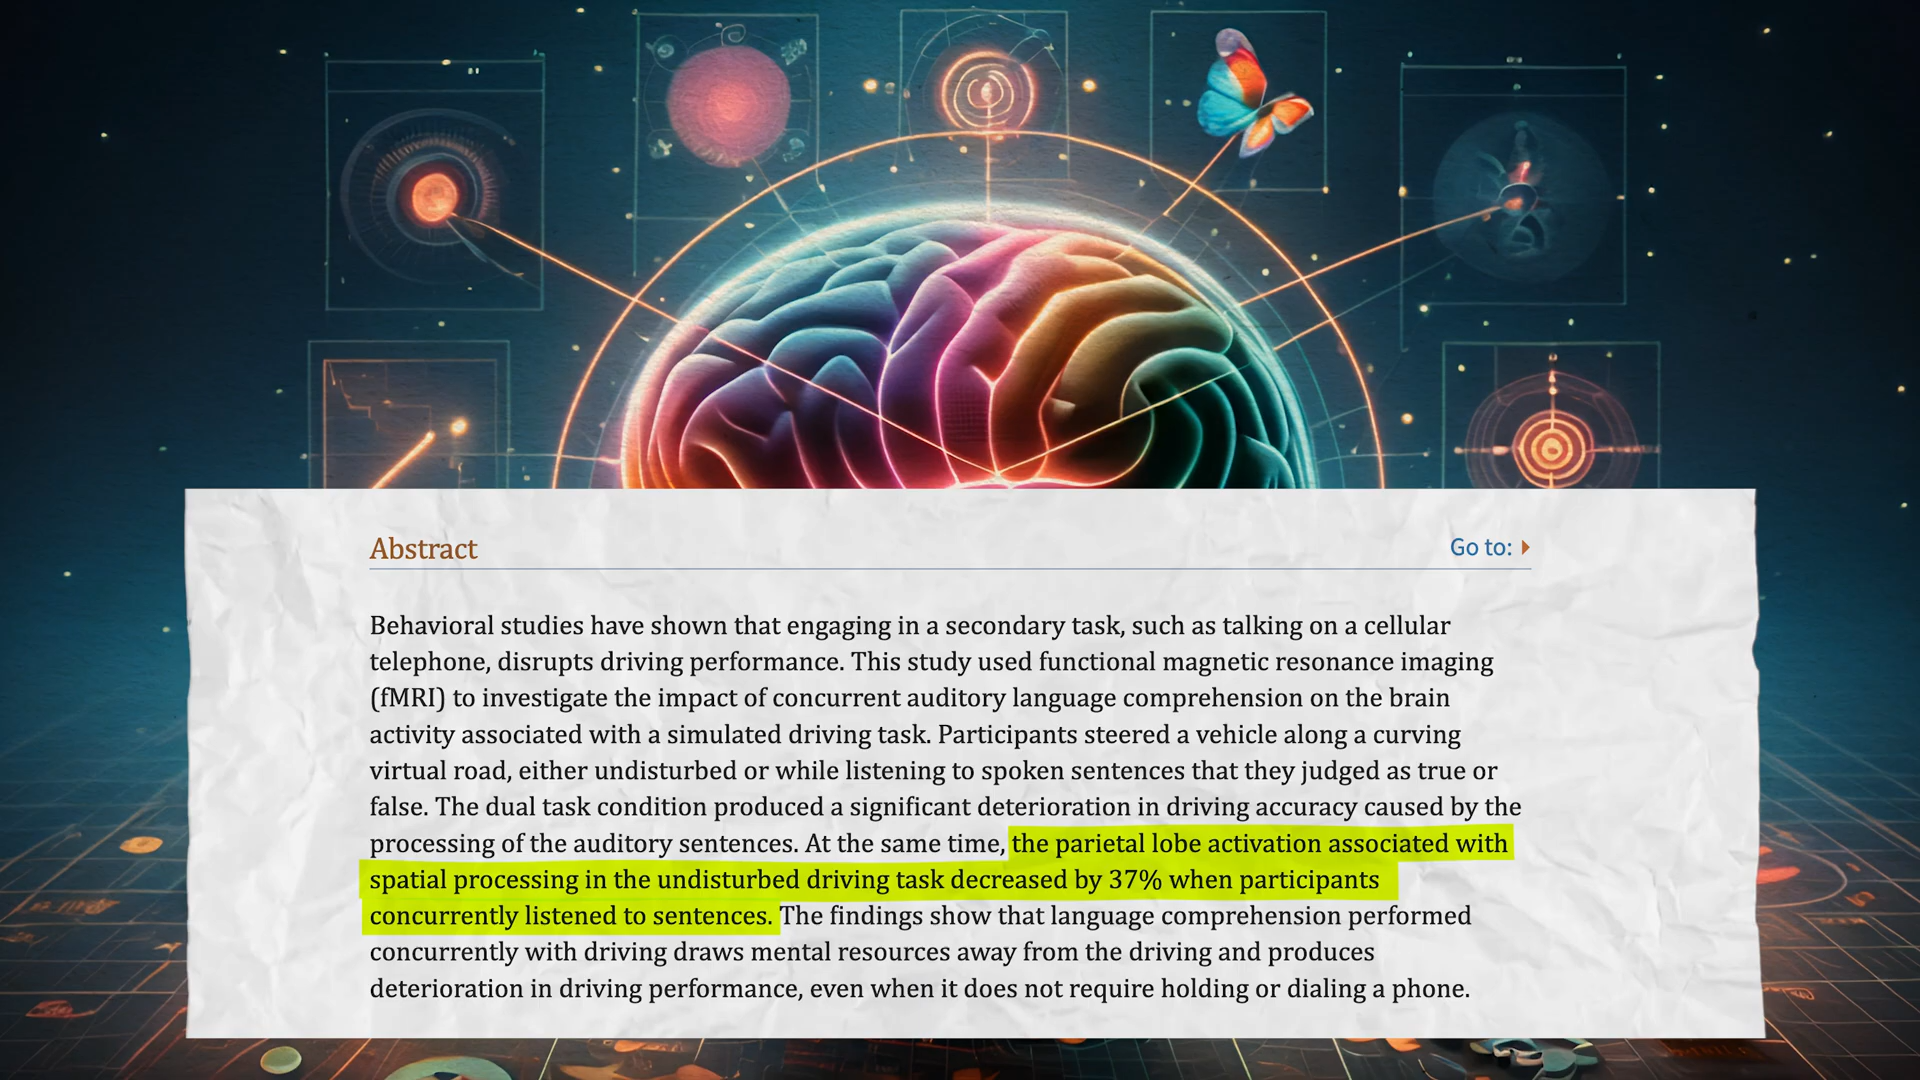 Abstract
Go to:
Behavioral studies have shown that engaging in a secondary task, such as talking on a cellular
telephone, disrupts driving performance. This study used functional magnetic resonance imaging
(fMRI) to investigate the impact of concurrent auditory language comprehension on the brain
activity associated with a simulated driving task. Participants steered a vehicle along a curving
virtual road, either undisturbed or while listening to spoken sentences that they judged as true or
false. The dual task condition produced a significant deterioration in driving accuracy caused by the
processing of the auditory sentences. At the same time, the parietal lobe activation associated with
spatial processing in the undisturbed driving task decreased by 37% when participants
concurrently listened to sentences. The findings show that language comprehension performed
concurrently with driving draws mental resources away from the driving and produces
deterioration in driving performance, even when it does not require holding or dialing a phone.